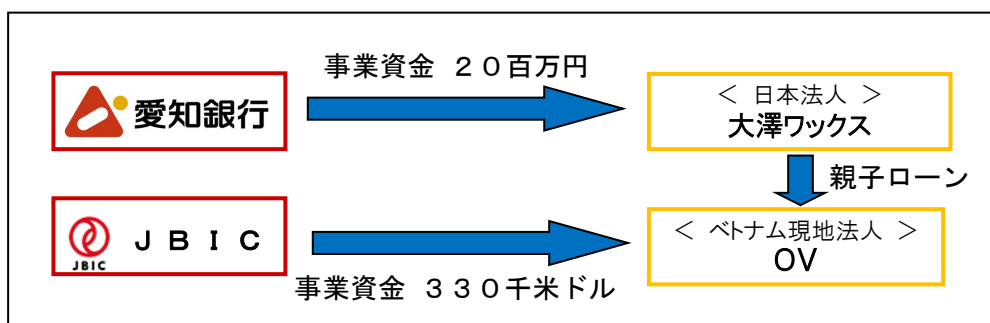 事業資金 20百万円
愛知銀行
< 日本法人 >
大澤ワックス
親子ローン
JBIC
JBIC
< ベトナム現地法人 >
OV
事業資金 330千米ドル